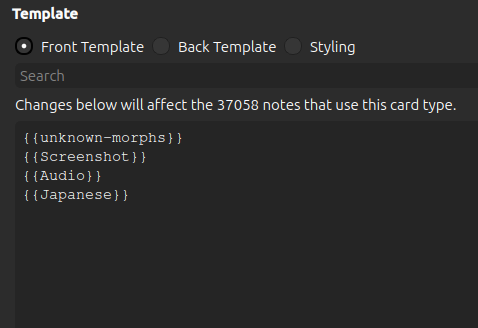 Template
Front Template Back Template Styling
Search
Changes below will affect the 37058 notes that use this card type.
{{unknown-morphs}}
{{Screenshot}}
{{Audio}}
{{Japanese}}